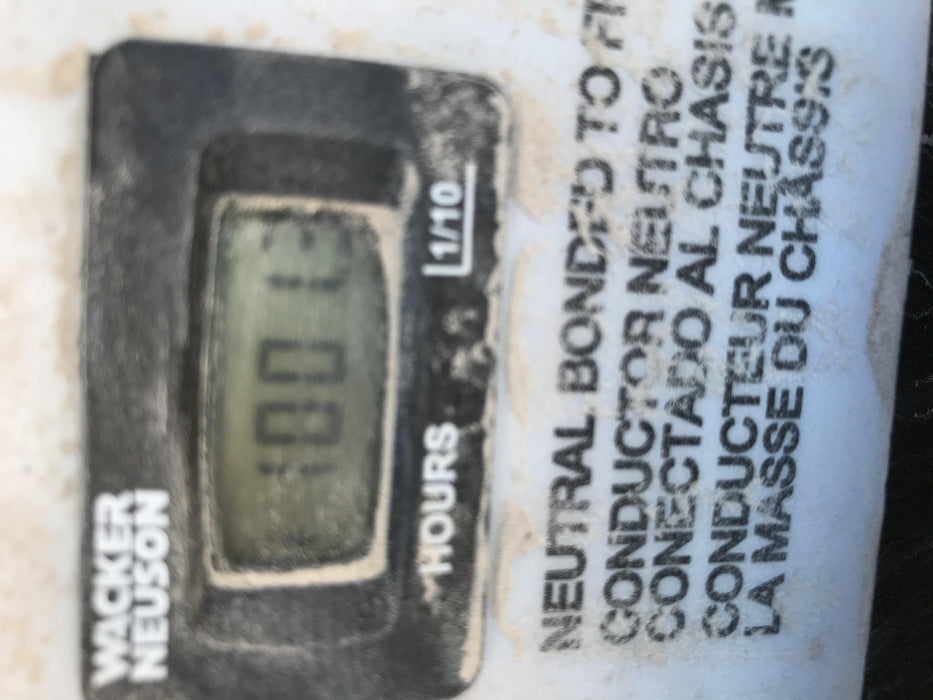 WACKER
NEUSON
HOURS 1/10
NEUTRAL BONDED TO
CONDUCTOR NEUTRO
CONECTADO AL CHASIS
CONDUCTEUR NEUTRE
LA MASSE DU CHASSIS